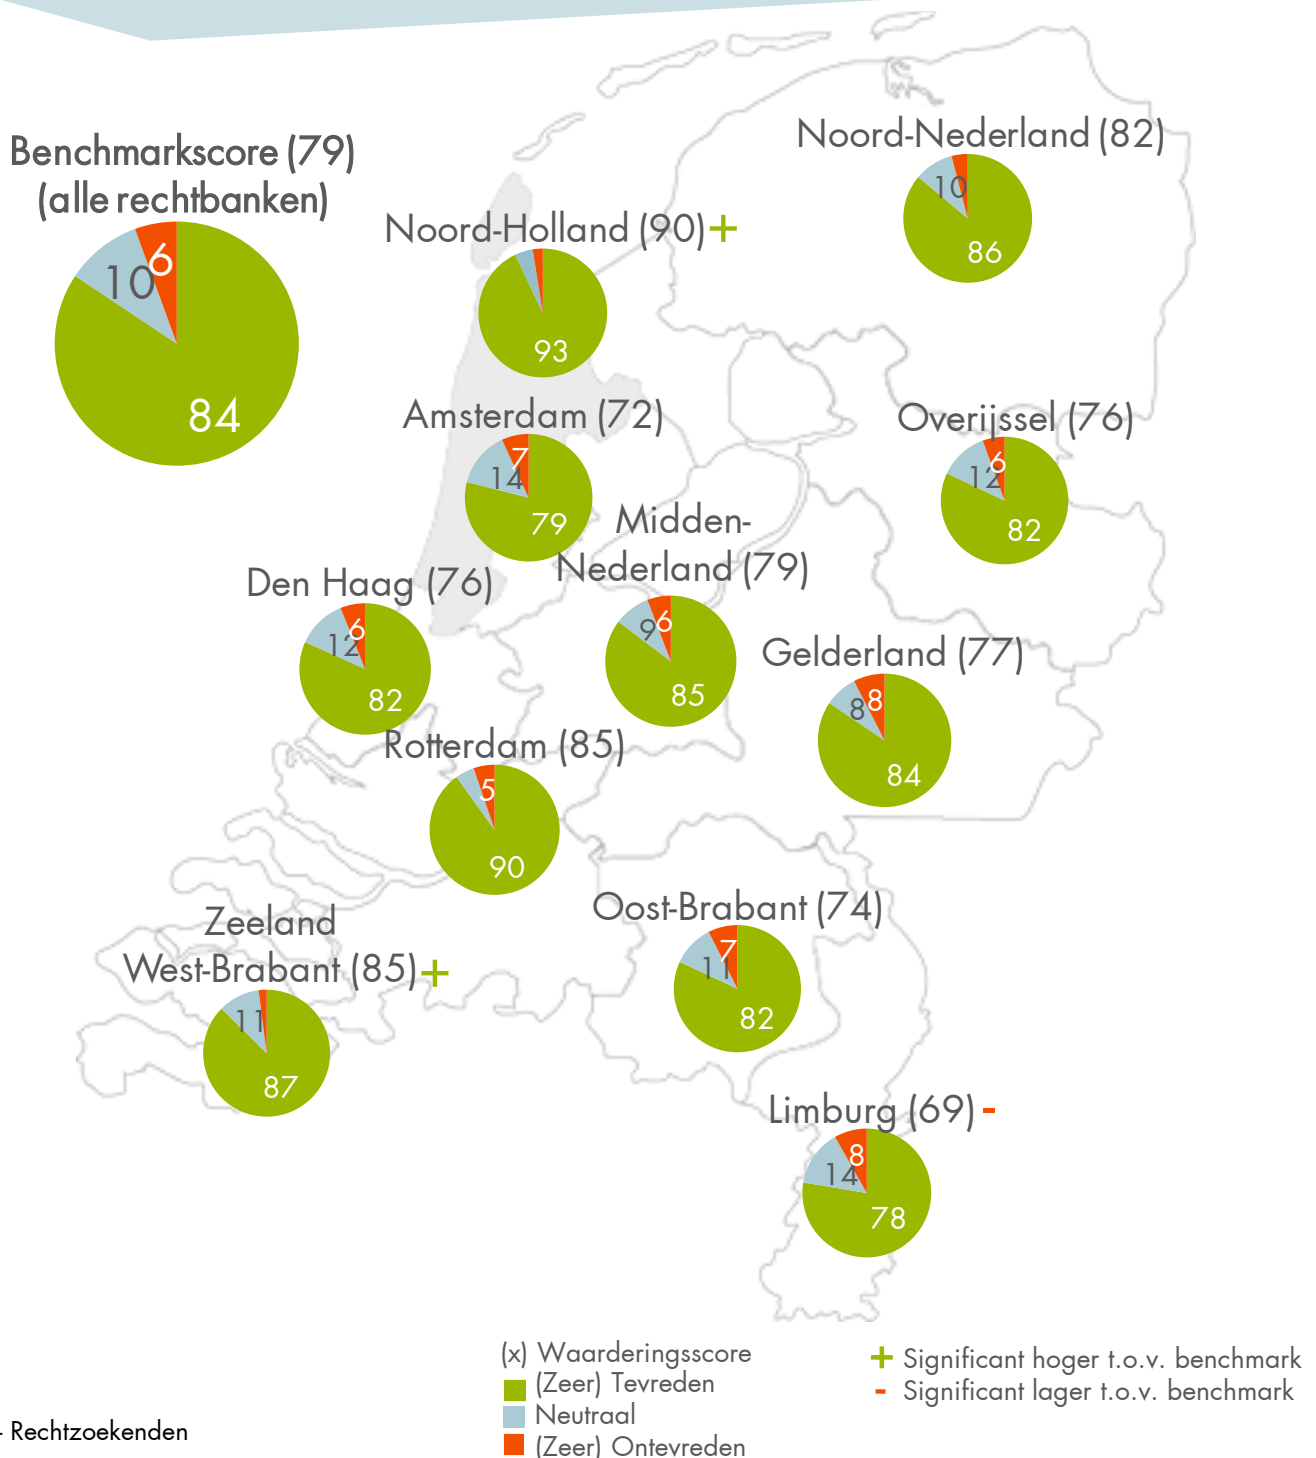 Benchmarkscore (79)
(alle rechtbanken)
6
10
84
Noord-Nederland (82)
10
86
Noord-Holland (90) +
93
Amsterdam (72)
7
14
79
Overijssel (76)
6
12
82
Midden-
Nederland (79)
9 6
85
Den Haag (76)
6
12
82
Gelderland (77)
8 8
84
Rotterdam (85)
5
90
Oost-Brabant (74)
7
11
82
Zeeland
West-Brabant (85) +
11
87
Limburg (69) -
8
14
78
(x) Waarderingsscore
(Zeer) Tevreden
Neutraal
(Zeer) Ontevreden
+ Significant hoger t.o.v. benchmark
- Significant lager t.o.v. benchmark
- Rechtzoekenden